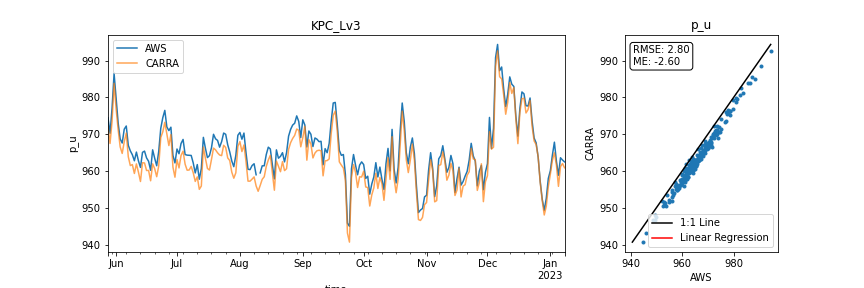 KPC_Lv3
AWS
CARRA
p_u
990
980
970
960
950
940
Jun
Jul
Aug
Sep
Oct
Nov
Dec
Jan
2023
time
p_u
RMSE: 2.80
ME: -2.60
CARRA
990
980
970
960
950
940
1:1 Line
Linear Regression
940
960
980
AWS